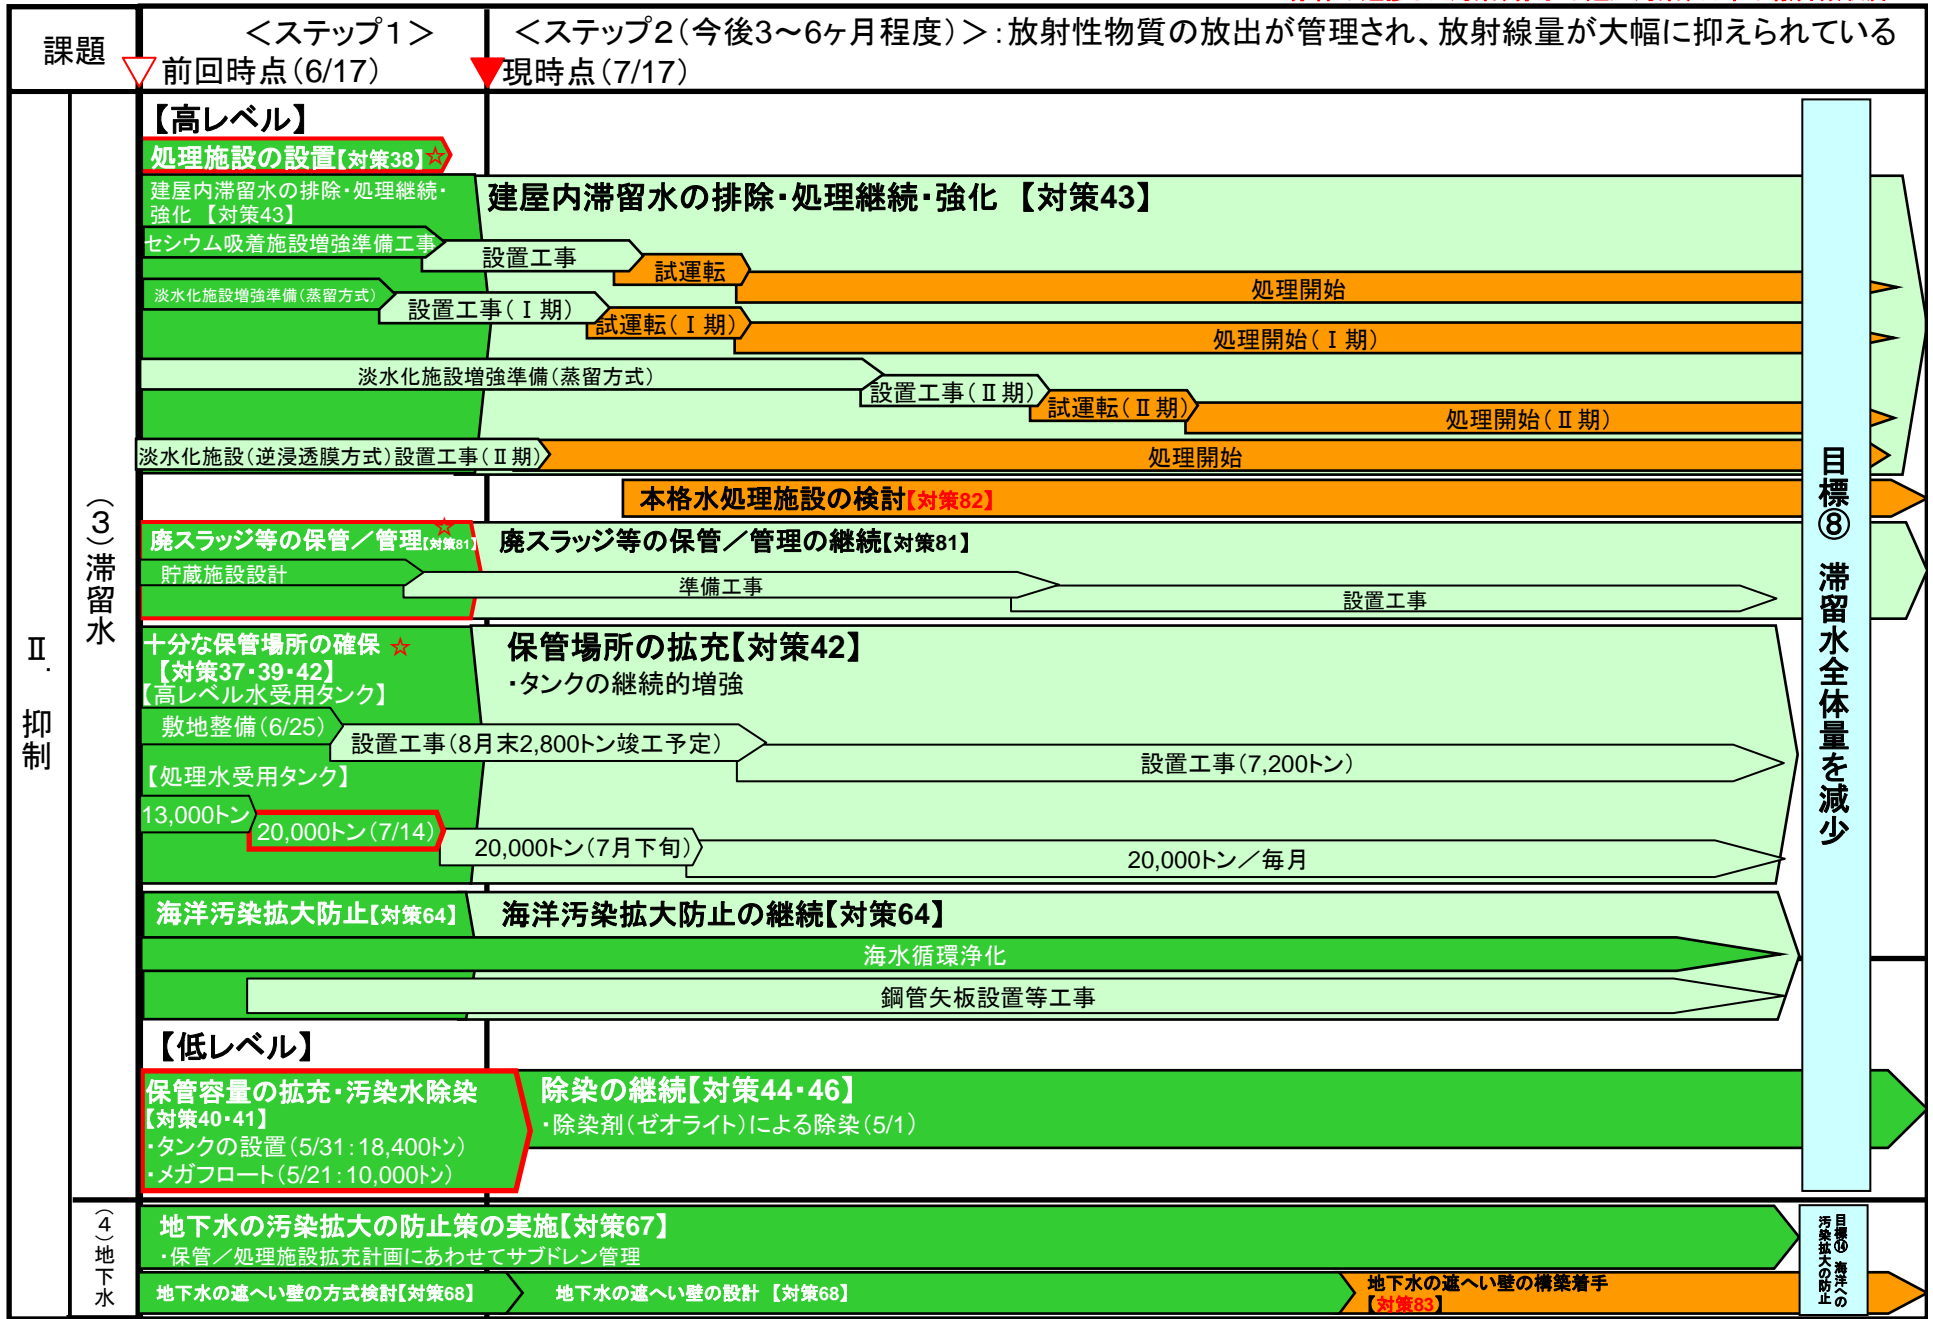 課題
＜ステップ１＞
＜ステップ２（今後3～6ヶ月程度）＞：放射性物質の放出が管理され、放射線量が大幅に抑えられている
前回時点（6/17）
現時点（7/17）
Ⅱ．抑制
（３）滞留水
【高レベル】
処理施設の設置【対策38】☆
建屋内滞留水の排除・処理継続・
強化 【対策43】
建屋内滞留水の排除・処理継続・強化 【対策43】
セシウム吸着施設増強準備工事
設置工事
試運転
処理開始
淡水化施設増強準備（蒸留方式）
設置工事（Ⅰ期）
試運転（Ⅰ期）
処理開始（Ⅰ期）
淡水化施設増強準備（蒸留方式）
設置工事（Ⅱ期）
試運転（Ⅱ期）
処理開始（Ⅱ期）
淡水化施設（逆浸透膜方式）設置工事（Ⅱ期）
処理開始
本格水処理施設の検討【対策82】
廃スラッジ等の保管／管理【対策81】☆
廃スラッジ等の保管／管理の継続【対策81】
貯蔵施設設計
準備工事
設置工事
十分な保管場所の確保 ☆
【対策37・39・42】
保管場所の拡充【対策42】
・タンクの継続的増強
【高レベル水受用タンク】
敷地整備（6/25）
設置工事（8月末2,800トン竣工予定）
設置工事（7,200トン）
【処理水受用タンク】
13,000トン
20,000トン（7/14）
20,000トン（7月下旬）
20,000トン／毎月
海洋汚染拡大防止【対策64】
海洋汚染拡大防止の継続【対策64】
海水循環浄化
鋼管矢板設置等工事
【低レベル】
保管容量の拡充・汚染水除染
【対策40・41】
・タンクの設置（5/31：18,400トン）
・メガフロート（5/21：10,000トン）
除染の継続【対策44・46】
・除染剤（ゼオライト）による除染（5/1）
目標⑧ 滞留水全体量を減少
（４）地下水
地下水の汚染拡大の防止策の実施【対策67】
・保管／処理施設拡充計画にあわせてサブドレン管理
地下水の遮へい壁の方式検討【対策68】
地下水の遮へい壁の設計 【対策68】
地下水の遮へい壁の構築着手
【対策83】
目標⑭ 海洋への
汚染拡大の防止